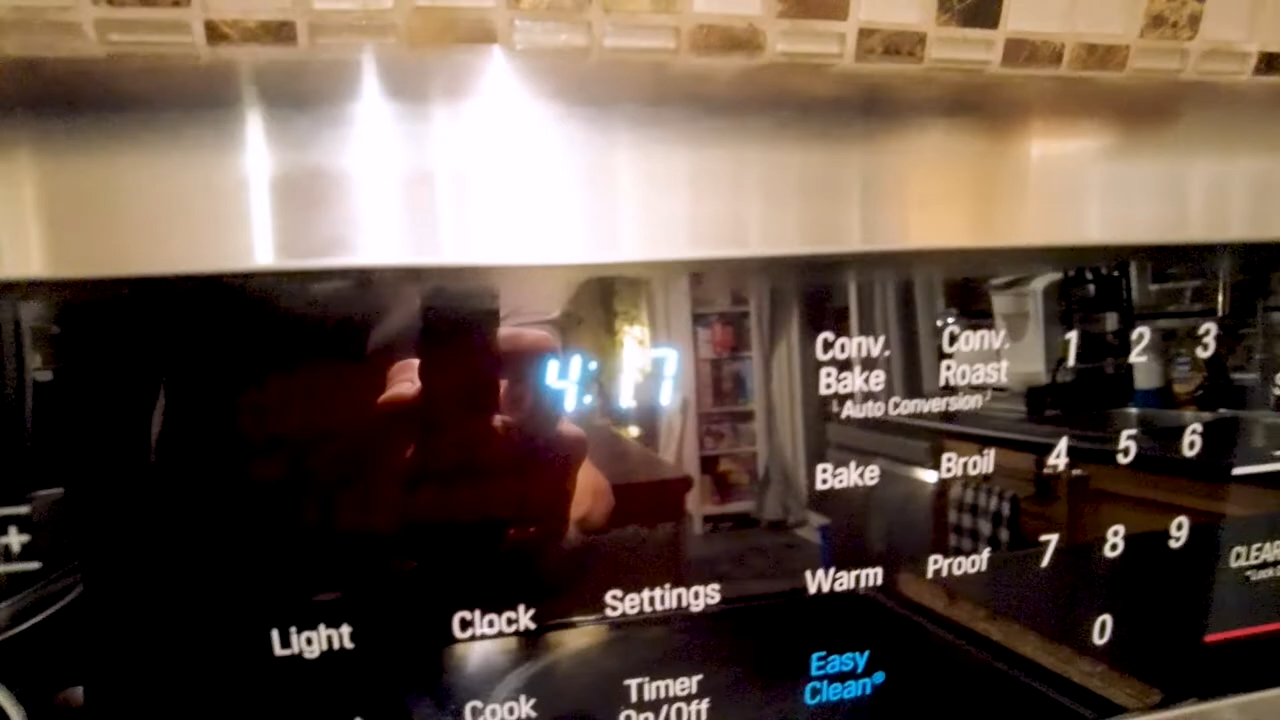 4:17
Conv.
Bake
Conv.
Roast
Auto Conversion
1 2 3
Bake
Broil
4 5 6
Warm
Proof
7 8 9
CLEAR
0
Light
Clock
Settings
Easy
Clean®
Cook
Timer
On/Off